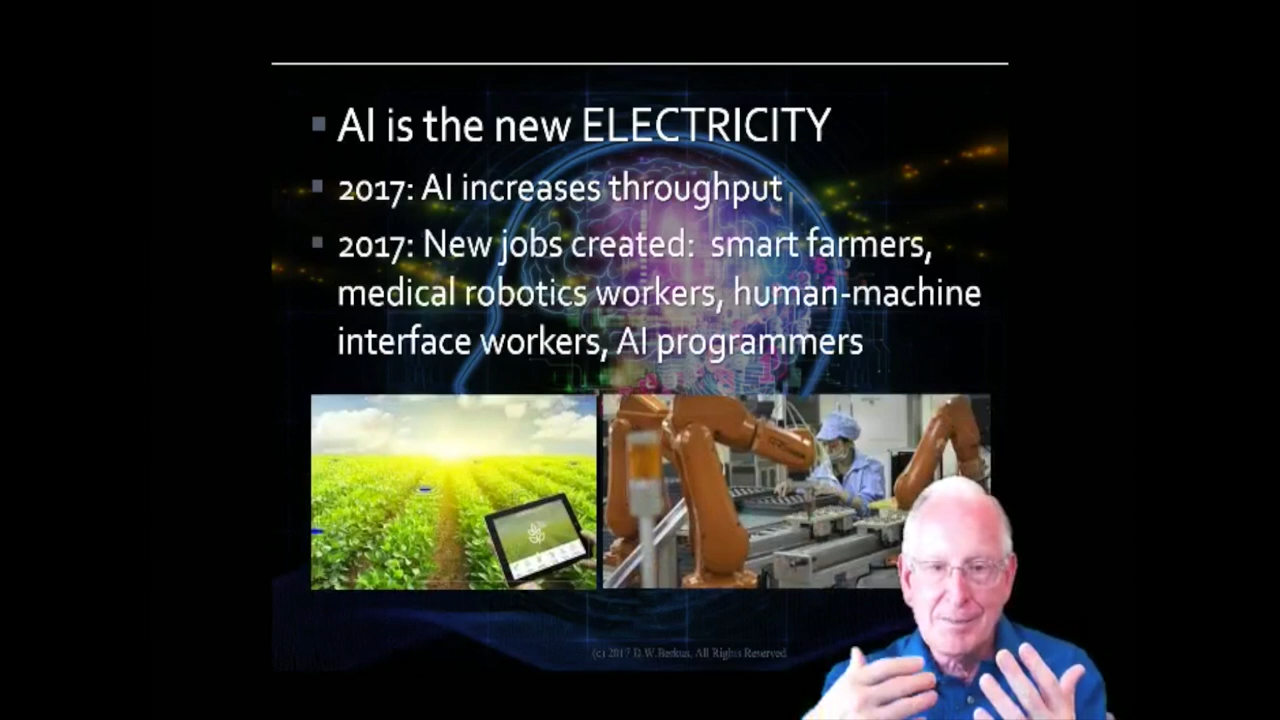 AI is the new ELECTRICITY
2017: AI increases throughput
2017: New jobs created: smart farmers,
medical robotics workers, human-machine
interface workers, AI programmers
(c) 2017 D.W.Berkus, All Rights Reserved